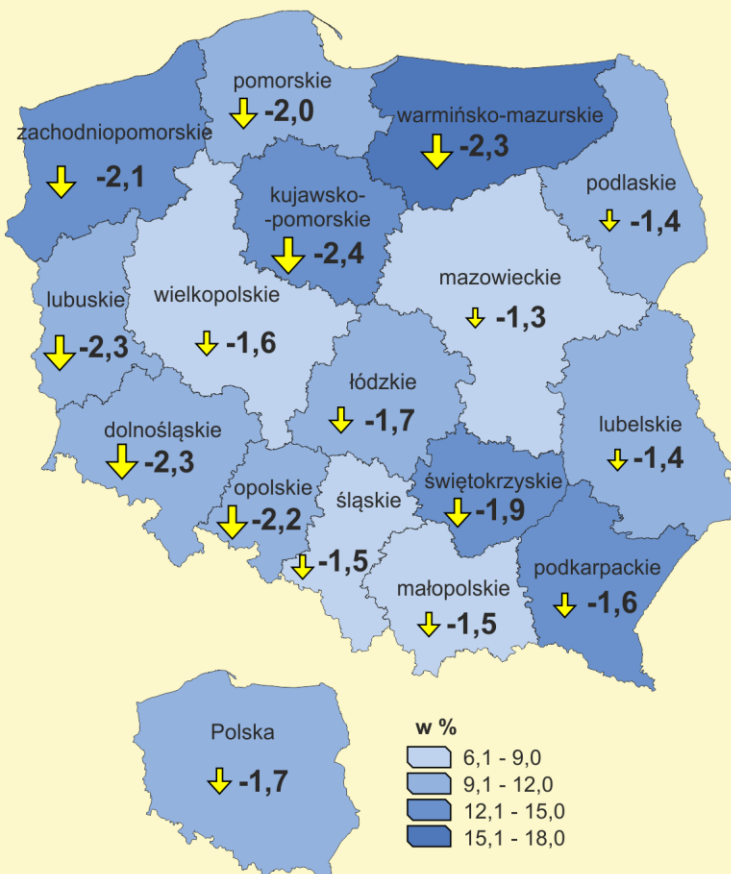 pomorskie
-2,0
warmińsko-mazurskie
-2,3
zachodniopomorskie
-2,1
podlaskie
-1,4
kujawsko-
-pomorskie
-2,4
mazowieckie
-1,3
lubuskie
-2,3
wielkopolskie
-1,6
łódzkie
-1,7
lubelskie
-1,4
dolnośląskie
-2,3
opolskie
-2,2
śląskie
-1,5
świętokrzyskie
-1,9
małopolskie
-1,5
podkarpackie
-1,6
Polska
-1,7
w %
6,1 - 9,0
9,1 - 12,0
12,1 - 15,0
15,1 - 18,0